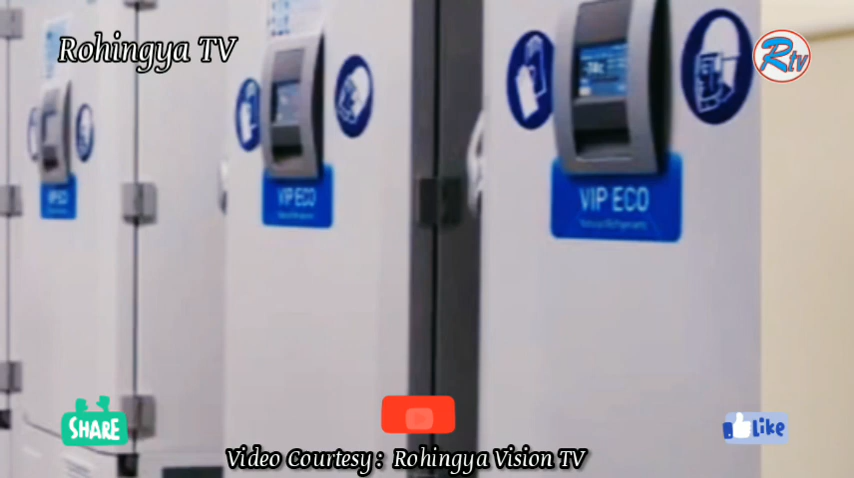 Rohingya TV
Rtv
VIP ECO
VIP ECO
VIP ECO
SHARE
Like
Video Courtesy : Rohingya Vision TV